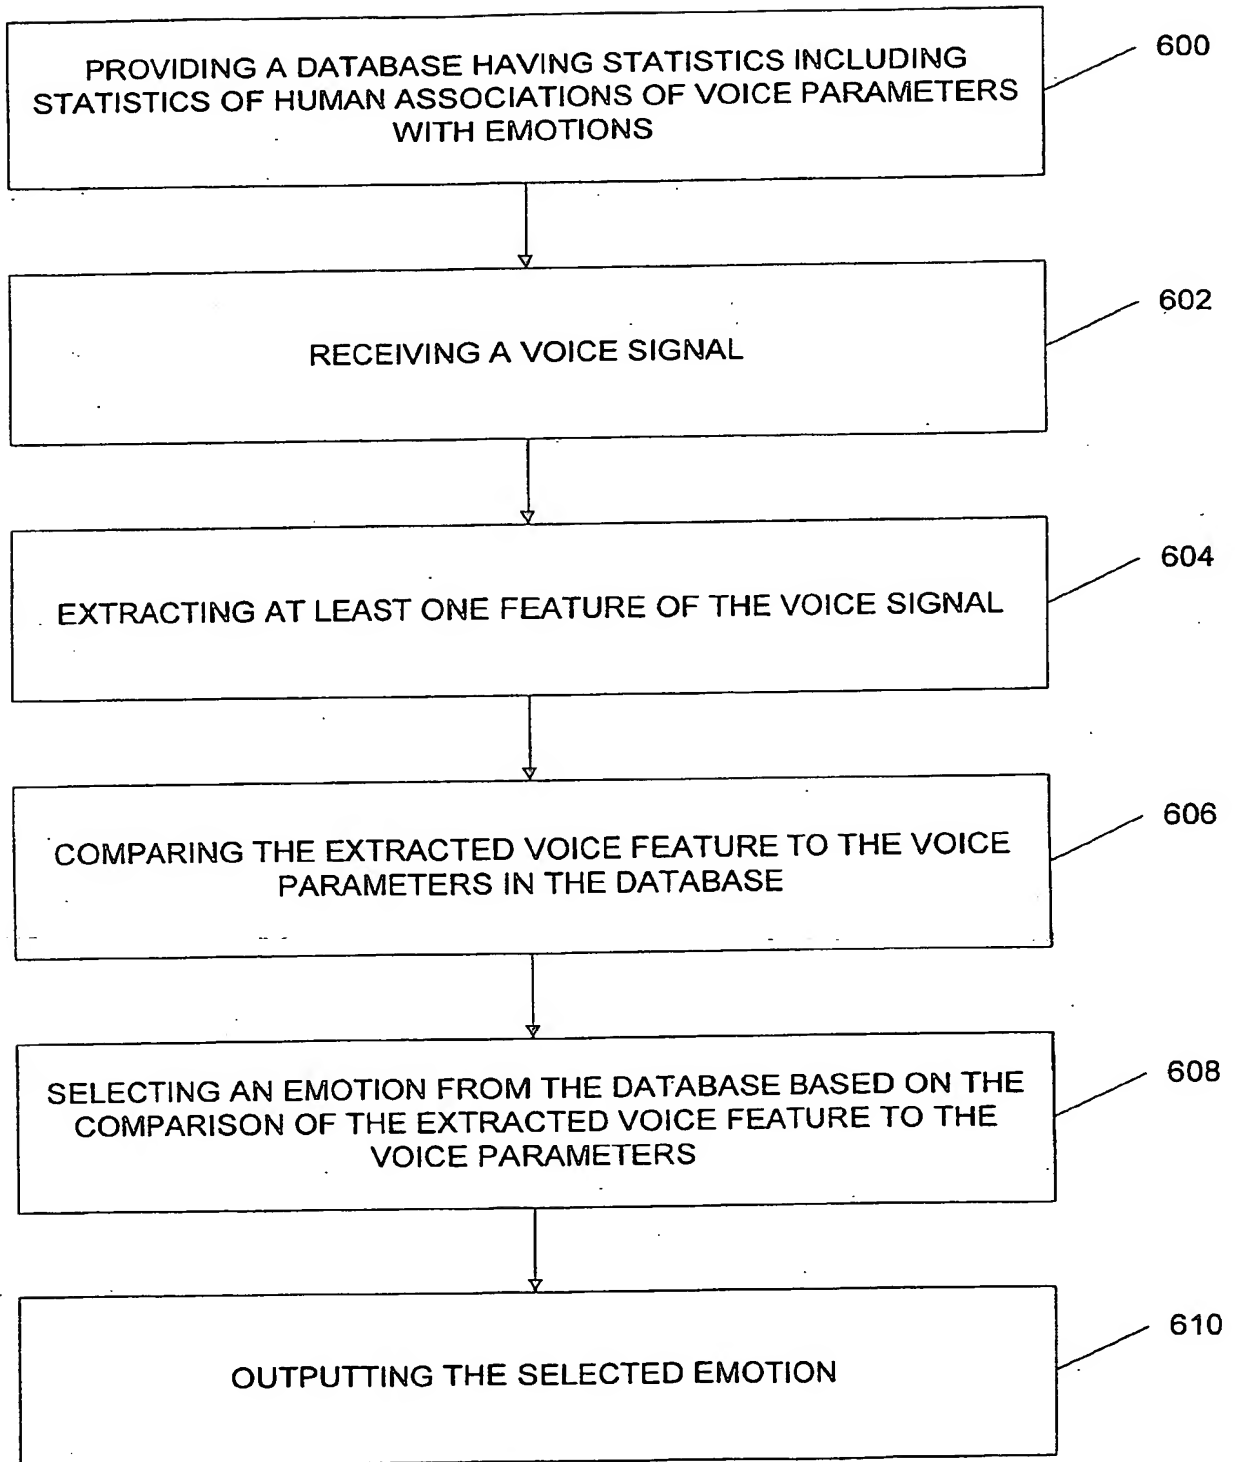 PROVIDING A DATABASE HAVING STATISTICS INCLUDING
STATISTICS OF HUMAN ASSOCIATIONS OF VOICE PARAMETERS
WITH EMOTIONS
600
RECEIVING A VOICE SIGNAL
602
EXTRACTING AT LEAST ONE FEATURE OF THE VOICE SIGNAL
604
COMPARING THE EXTRACTED VOICE FEATURE TO THE VOICE
PARAMETERS IN THE DATABASE
606
SELECTING AN EMOTION FROM THE DATABASE BASED ON THE
COMPARISON OF THE EXTRACTED VOICE FEATURE TO THE
VOICE PARAMETERS
608
OUTPUTTING THE SELECTED EMOTION
610